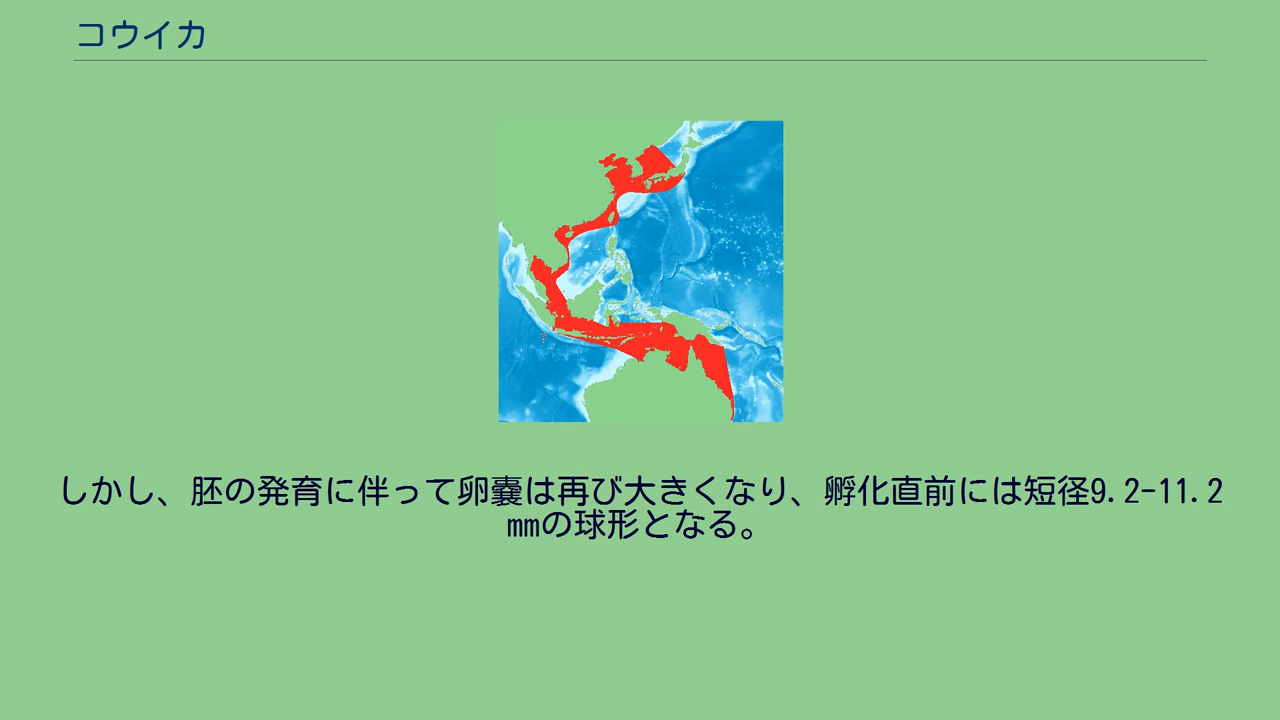 コウイカ
しかし、胚の発育に伴って卵嚢は再び大きくなり、孵化直前には短径9.2-11.2
mmの球形となる。